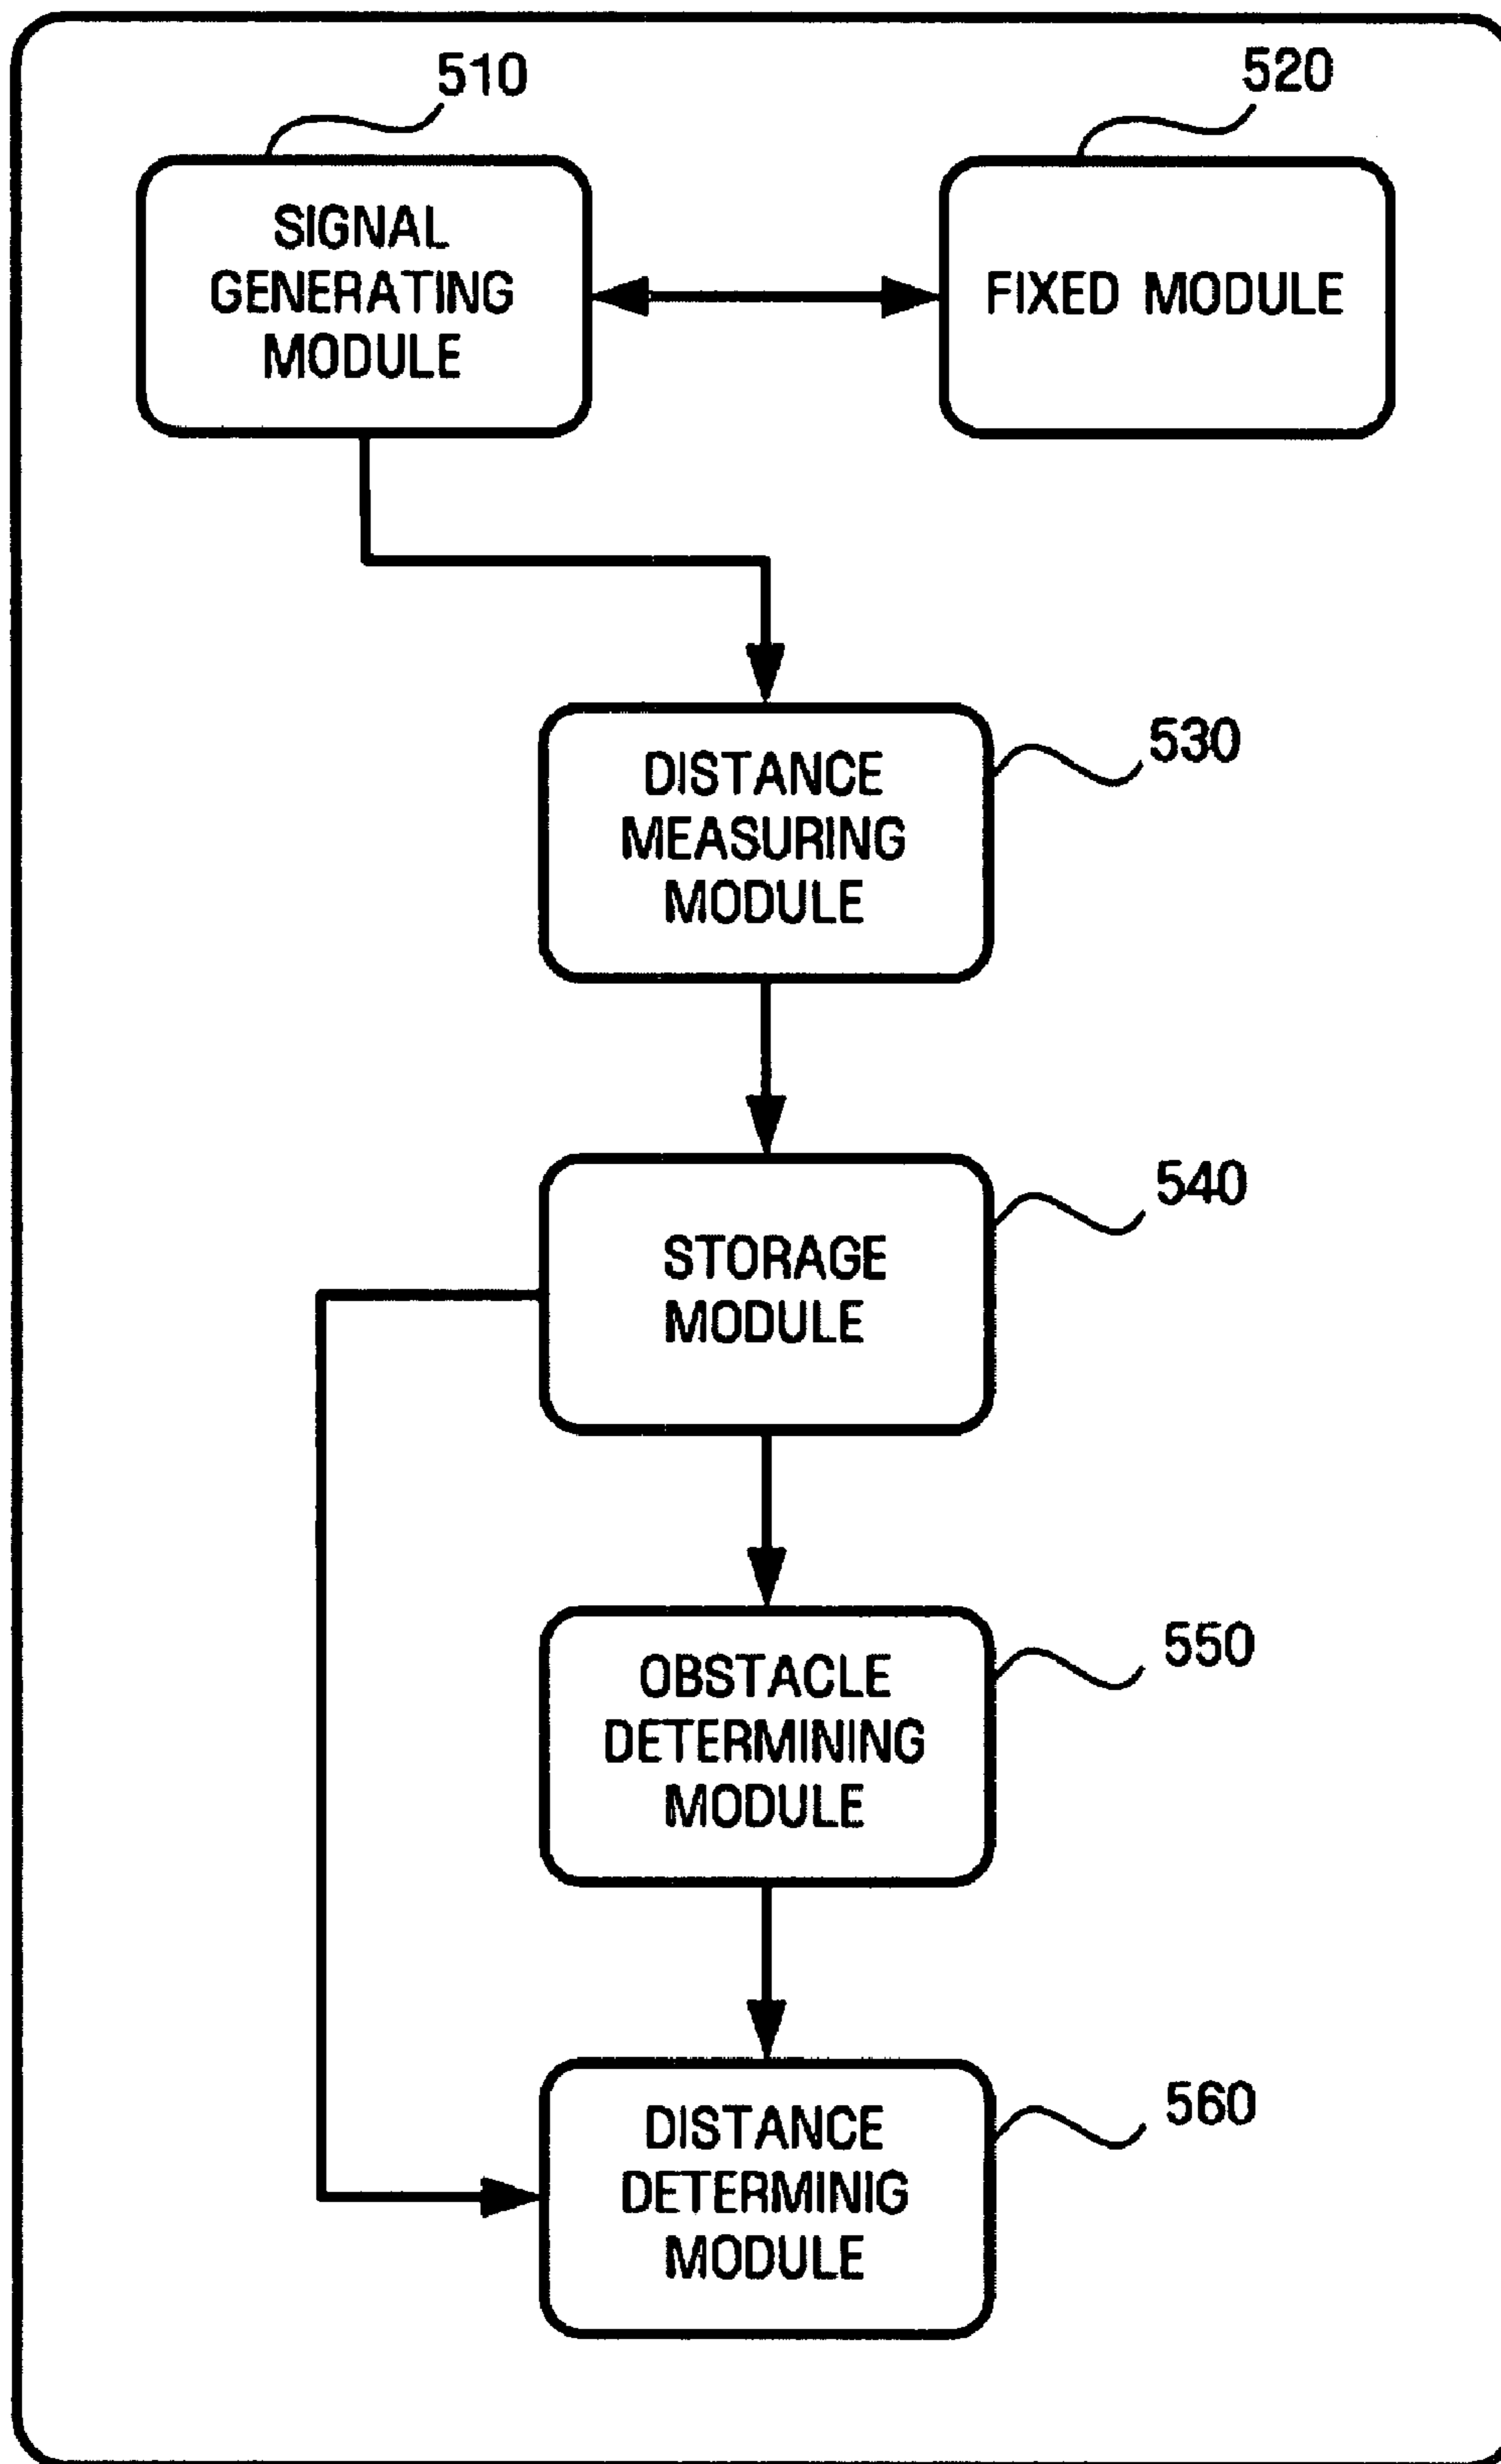 510
520
SIGNAL
GENERATING
MODULE
FIXED MODULE
530
DISTANCE
MEASURING
MODULE
540
STORAGE
MODULE
550
OBSTACLE
DETERMINING
MODULE
560
DISTANCE
DETERMINIG
MODULE